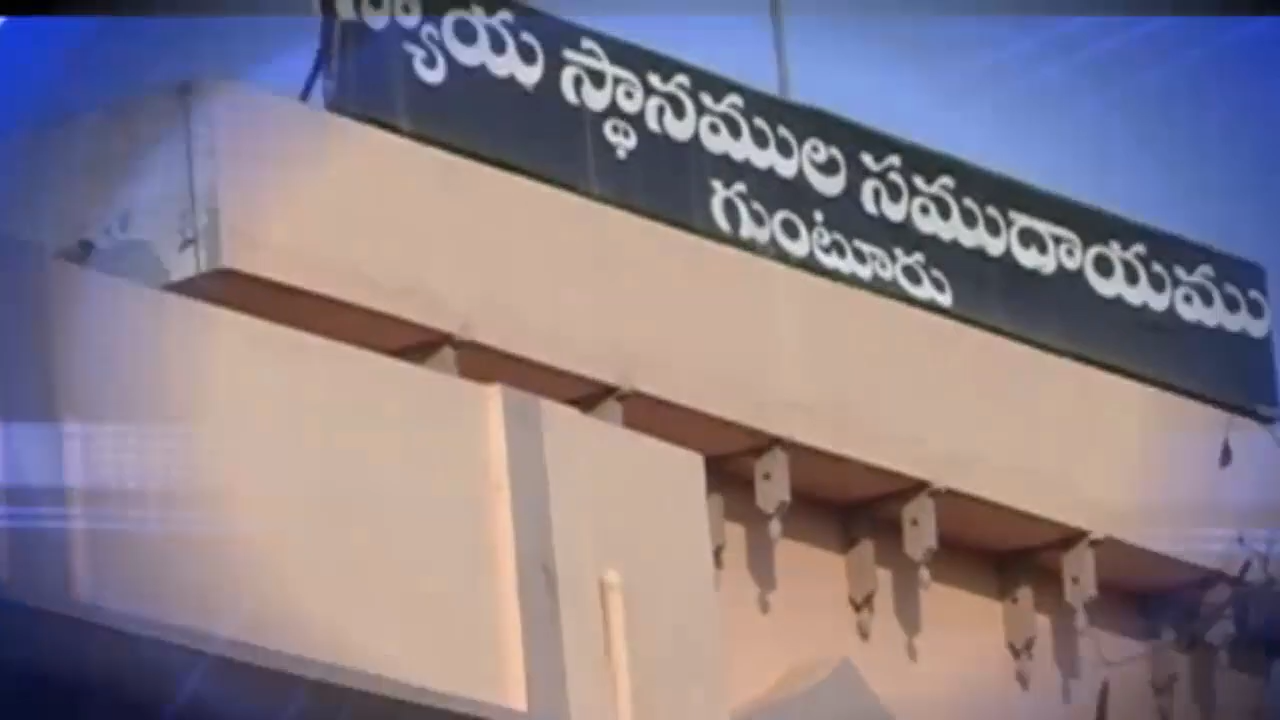 న్యాయ స్థానముల సముదాయము
గుంటూరు